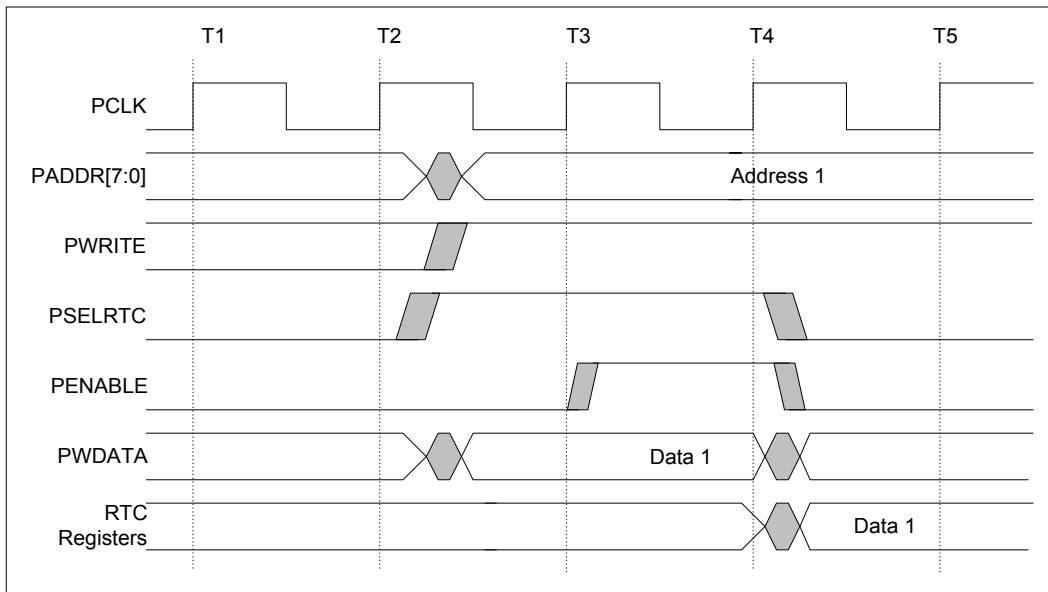 T1 T2 T3 T4 T5
PCLK
PADDR[7:0] Address 1
PWRITE
PSELRTC
PENABLE
PWDATA Data 1
RTC
Registers Data 1